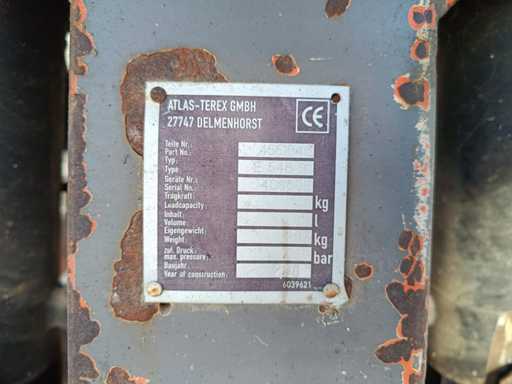 ATLAS-TEREX GMBH
27747 DELMENHORST
CE
Teile Nr.:
Part No.:
Typ:
Type
Geräte Nr.:
Serial No.:
Tragkraft:
Loadcapacity:
kg
Inhalt:
Volume:
l
Eigengewicht:
Weight:
kg
zul. Druck:
max. pressure:
bar
Baujahr:
Year of construction:
6039621